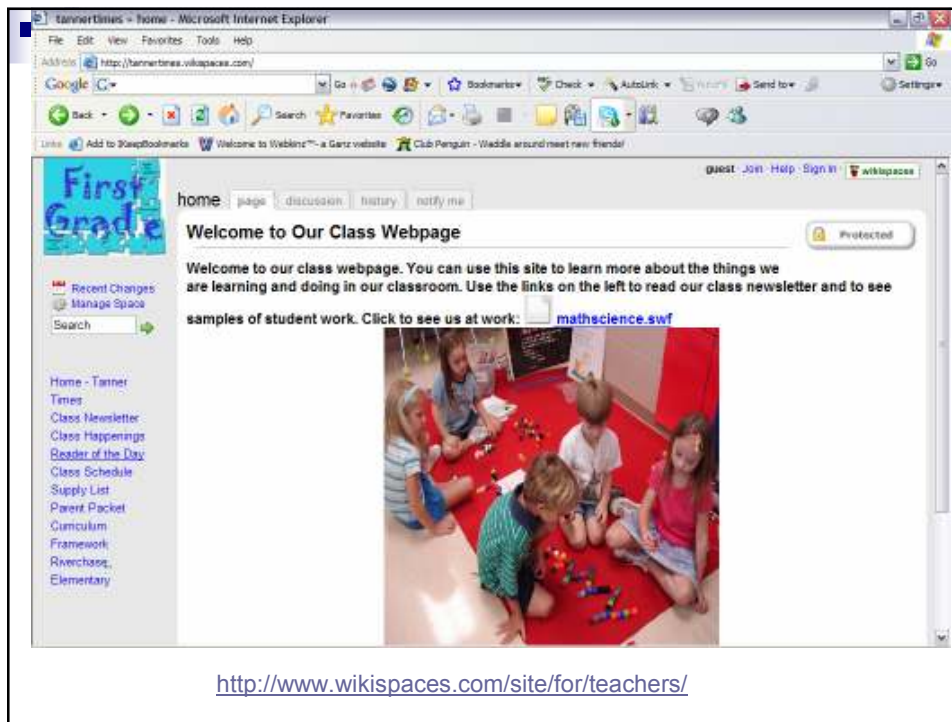 tannertimes - home - Microsoft Internet Explorer
File Edit View Favorites Tools Help
Address http://tannertimes.wikispaces.com/ Go
Google Go Bookmarks Check AutoLink Send to Settings
Back Search Favorites
Links Add to Welcome to Webkinz™ - a Ganz website Club Penguin - Waddle around and meet new friends!
guest · Join · Help · Sign In · wikispaces
First
Grade
home page discussion history notify me
Welcome to Our Class Webpage
Protected
Welcome to our class webpage. You can use this site to learn more about the things we
are learning and doing in our classroom. Use the links on the left to read our class newsletter and to see
samples of student work. Click to see us at work: mathscience.swf
Recent Changes
Manage Space
Search
Home - Tanner
Times
Class Newsletter
Class Happenings
Reader of the Day
Class Schedule
Supply List
Parent Packet
Curriculum
Framework
Riverchase
Elementary
http://www.wikispaces.com/site/for/teachers/